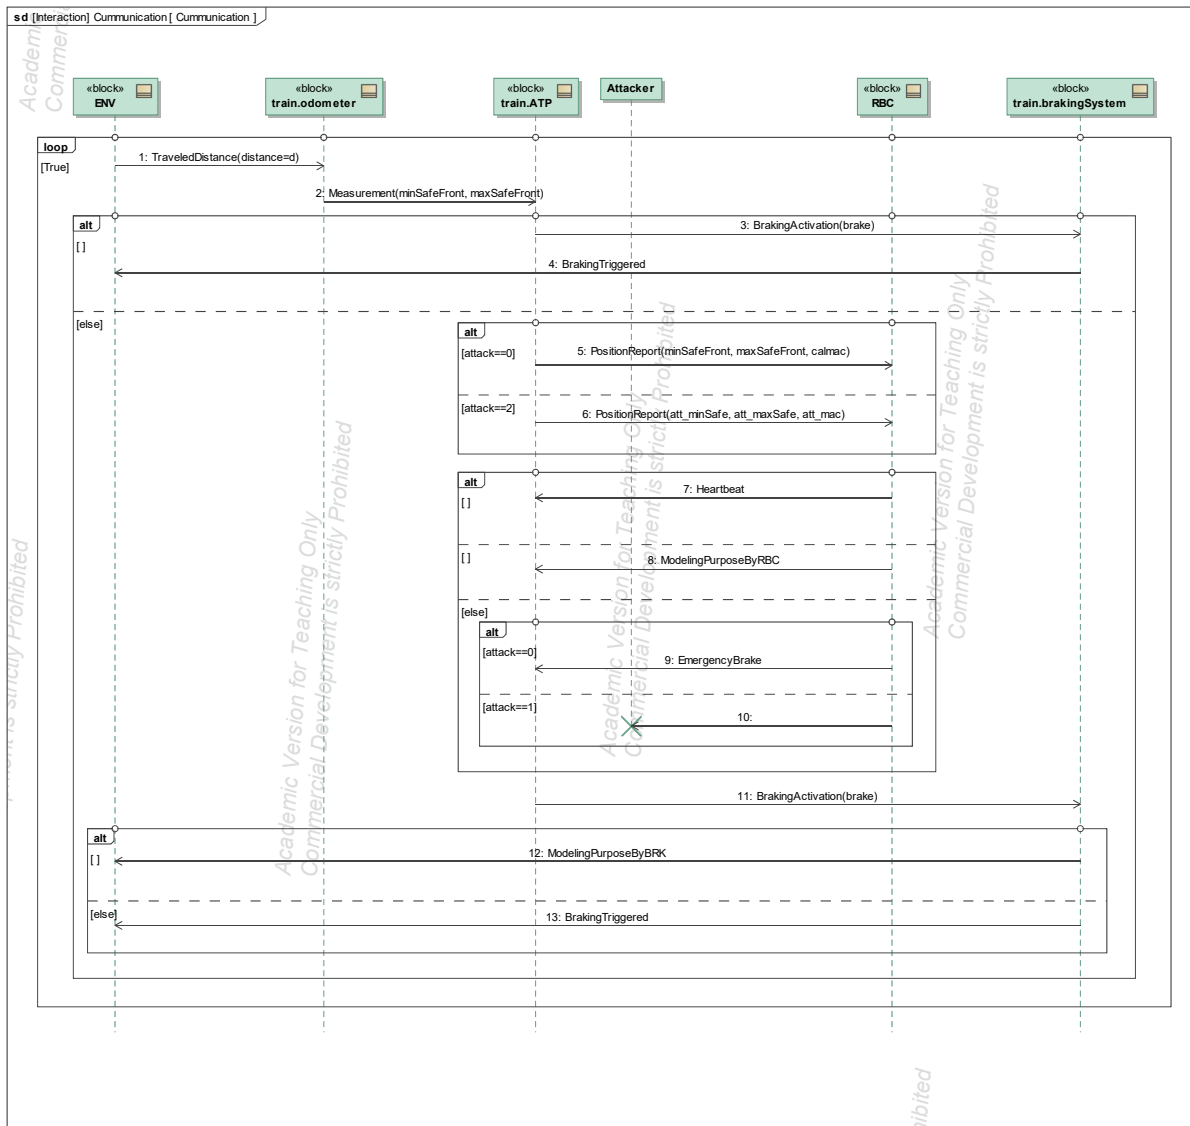 sd [Interaction] Cummunication [ Cummunication ]
«block»
ENV
«block»
train.odometer
«block»
train.ATP
Attacker
«block»
RBC
«block»
train.brakingSystem
loop
[True]
1: TraveledDistance(distance=d)
2: Measurement(minSafeFront, maxSafeFront)
alt
[ ]
3: BrakingActivation(brake)
4: BrakingTriggered
[else]
alt
[attack==0]
5: PositionReport(minSafeFront, maxSafeFront, calmac)
[attack==2]
6: PositionReport(att_minSafe, att_maxSafe, att_mac)
alt
7: Heartbeat
[ ]
[ ]
8: ModelingPurposeByRBC
[else]
alt
[attack==0]
9: EmergencyBrake
[attack==1]
10:
11: BrakingActivation(brake)
alt
[ ]
12: ModelingPurposeByBRK
[else]
13: BrakingTriggered
Academic
Commercial
Academic Version for Teaching Only
Commercial Development is strictly Prohibited
Academic Version for Teaching Only
Commercial Development is strictly Prohibited
Academic Version for Teaching Only
Commercial Development is strictly Prohibited
is strictly Prohibited